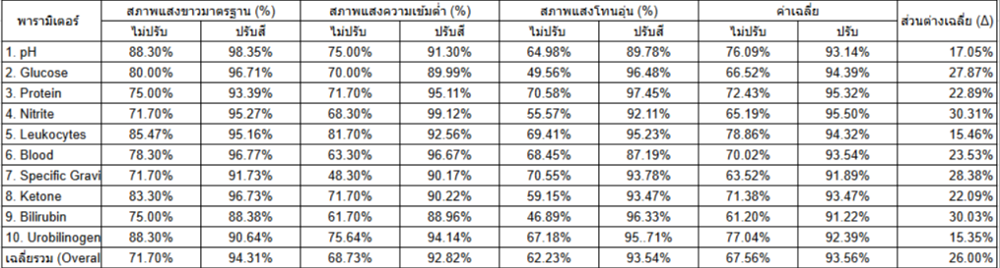 พารามิเตอร์ สภาพแสงขาวมาตรฐาน (%) สภาพแสงความเข้มต่ำ (%) สภาพแสงโทนอุ่น (%) ค่าเฉลี่ย ส่วนต่างเฉลี่ย (Δ)
ไม่ปรับ ปรับสี ไม่ปรับ ปรับสี ไม่ปรับ ปรับสี ไม่ปรับ ปรับ
1. pH 88.30% 98.35% 75.00% 91.30% 64.98% 89.78% 76.09% 93.14% 17.05%
2. Glucose 80.00% 96.71% 70.00% 89.99% 49.56% 96.48% 66.52% 94.39% 27.87%
3. Protein 75.00% 93.39% 71.70% 95.11% 70.58% 97.45% 72.43% 95.32% 22.89%
4. Nitrite 71.70% 95.27% 68.30% 99.12% 55.57% 92.11% 65.19% 95.50% 30.31%
5. Leukocytes 85.47% 95.16% 81.70% 92.56% 69.41% 95.23% 78.86% 94.32% 15.46%
6. Blood 78.30% 96.77% 63.30% 96.67% 68.45% 87.19% 70.02% 93.54% 23.53%
7. Specific Gravi 71.70% 91.73% 48.30% 90.17% 70.55% 93.78% 63.52% 91.89% 28.38%
8. Ketone 83.30% 96.73% 71.70% 90.22% 59.15% 93.47% 71.38% 93.47% 22.09%
9. Bilirubin 75.00% 88.38% 61.70% 88.96% 46.89% 96.33% 61.20% 91.22% 30.03%
10. Urobilinogen 88.30% 90.64% 75.64% 94.14% 67.18% 95..71% 77.04% 92.39% 15.35%
เฉลี่ยรวม (Overal 71.70% 94.31% 68.73% 92.82% 62.23% 93.54% 67.56% 93.56% 26.00%